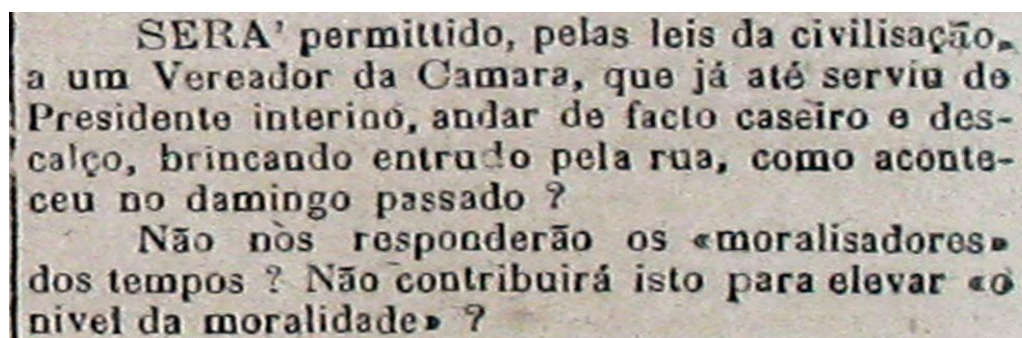 SERA' permittido, pelas leis da civilisação,
a um Vereador da Camara, que já até serviu de
Presidente interino, andar de facto caseiro e des-
calço, brincando entrudo pela rua, como aconte-
ceu no damingo passado ?
Não nos responderão os «moralisadores»
dos tempos ? Não contribuirá isto para elevar «o
nivel da moralidade» ?